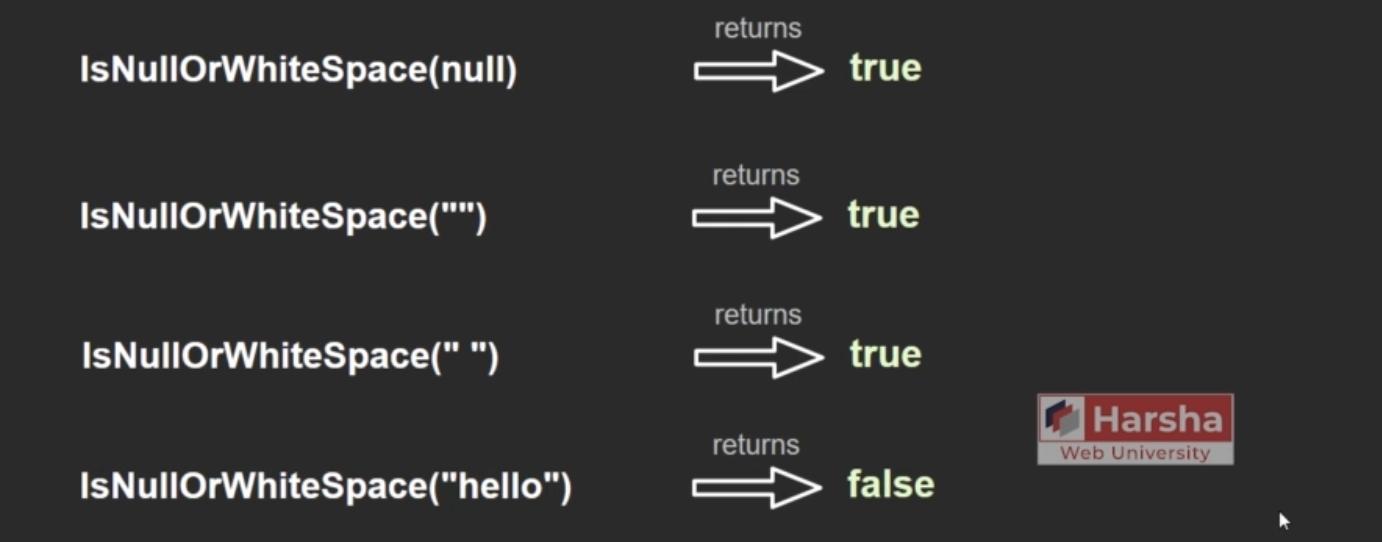 returns
IsNullOrWhiteSpace(null) true
returns
IsNullOrWhiteSpace("") true
returns
IsNullOrWhiteSpace(" ") true
Harsha
Web University
returns
IsNullOrWhiteSpace("hello") false